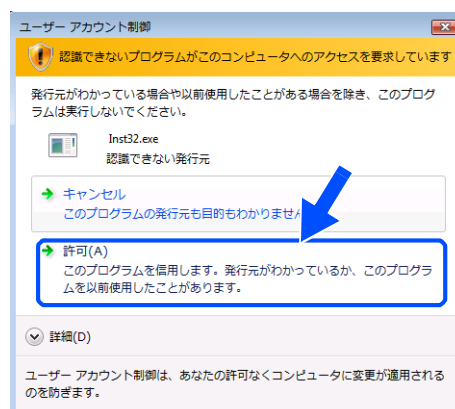 ユーザー アカウント制御
認識できないプログラムがこのコンピュータへのアクセスを要求しています
発行元がわかっている場合や以前使用したことがある場合を除き、このプログ
ラムは実行しないでください。
Inst32.exe
認識できない発行元
キャンセル
このプログラムの発行元も目的もわかりません
許可(A)
このプログラムを信用します。発行元がわかっているか、このプログラ
ムを以前使用したことがあります。
詳細(D)
ユーザー アカウント制御は、あなたの許可なくコンピュータに変更が適用される
のを防ぎます。